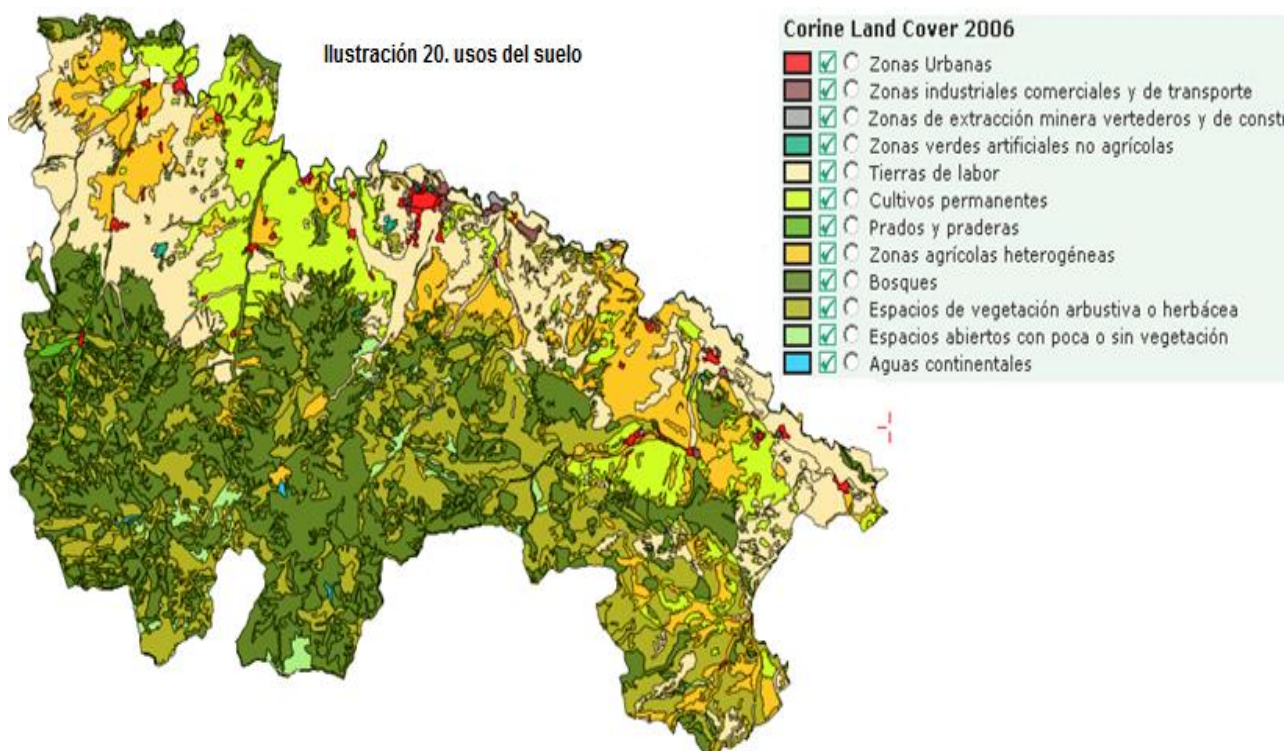 Ilustración 20. usos del suelo
Corine Land Cover 2006
Zonas Urbanas
Zonas industriales comerciales y de transporte
Zonas de extracción minera vertederos y de constr
Zonas verdes artificiales no agrícolas
Tierras de labor
Cultivos permanentes
Prados y praderas
Zonas agrícolas heterogéneas
Bosques
Espacios de vegetación arbustiva o herbácea
Espacios abiertos con poca o sin vegetación
Aguas continentales